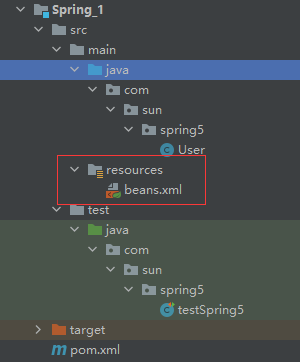 Spring_1
src
main
java
com
sun
spring5
User
resources
beans.xml
test
java
com
sun
spring5
testSpring5
target
pom.xml